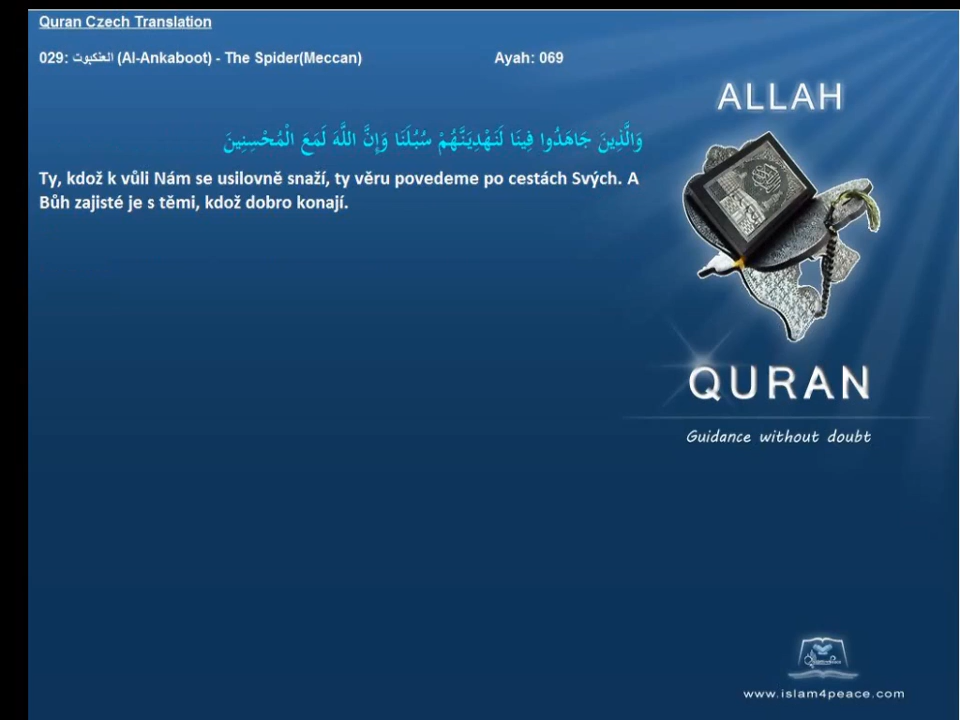 Quran Czech Translation
029: العنكبوت (Al-Ankaboot) - The Spider(Meccan) Ayah: 069
وَالَّذِينَ جَاهَدُوا فِينَا لَنَهْدِيَنَّهُمْ سُبُلَنَا وَإِنَّ اللَّهَ لَمَعَ الْمُحْسِنِينَ
Ty, kdož k vůli Nám se usilovně snaží, ty věru povedeme po cestách Svých. A
Bůh zajisté je s těmi, kdož dobro konají.
ALLAH
QURAN
Guidance without doubt
www.islam4peace.com